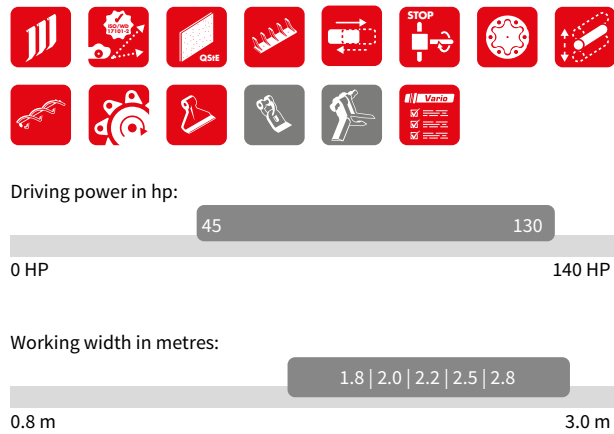 ISO/WD
17101-2
QStE
STOP
Vario
Driving power in hp:
45 130
0 HP 140 HP
Working width in metres:
1.8 | 2.0 | 2.2 | 2.5 | 2.8
0.8 m 3.0 m